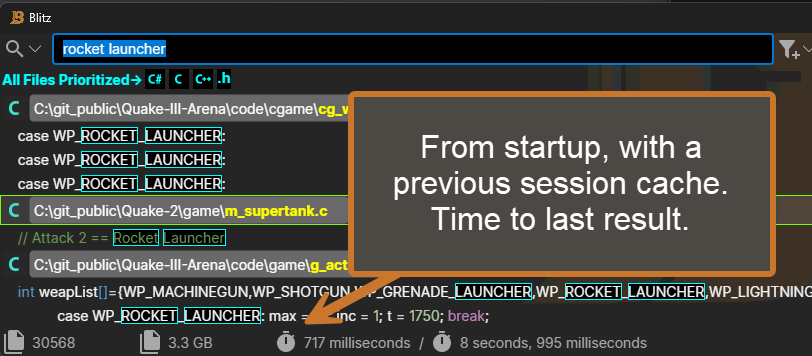 Blitz
rocket launcher
All Files Prioritized→ C# C C++ .h
C C:\git_public\Quake-III-Arena\code\cgame\cg_w
case WP_ROCKET_LAUNCHER:
case WP_ROCKET_LAUNCHER:
case WP_ROCKET_LAUNCHER:
C C:\git_public\Quake-2\game\m_supertank.c
// Attack 2 == Rocket Launcher
C C:\git_public\Quake-III-Arena\code\game\g_act
int weapList[]={WP_MACHINEGUN,WP_SHOTGUN,WP_GRENADE_LAUNCHER,WP_ROCKET_LAUNCHER,WP_LIGHTNING
case WP_ROCKET_LAUNCHER: max = inc = 1; t = 1750; break;
30568 3.3 GB 717 milliseconds / 8 seconds, 995 milliseconds
From startup, with a
previous session cache.
Time to last result.